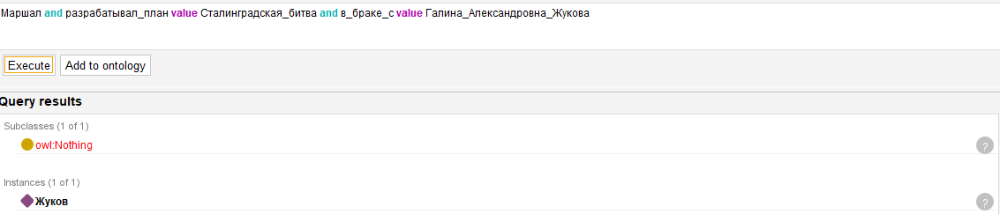 Маршал and разрабатывал_план value Сталинградская_битва and в_браке_с value Галина_Александровна_Жукова
Execute Add to ontology
Query results
Subclasses (1 of 1)
owl:Nothing ?
Instances (1 of 1)
Жуков ?